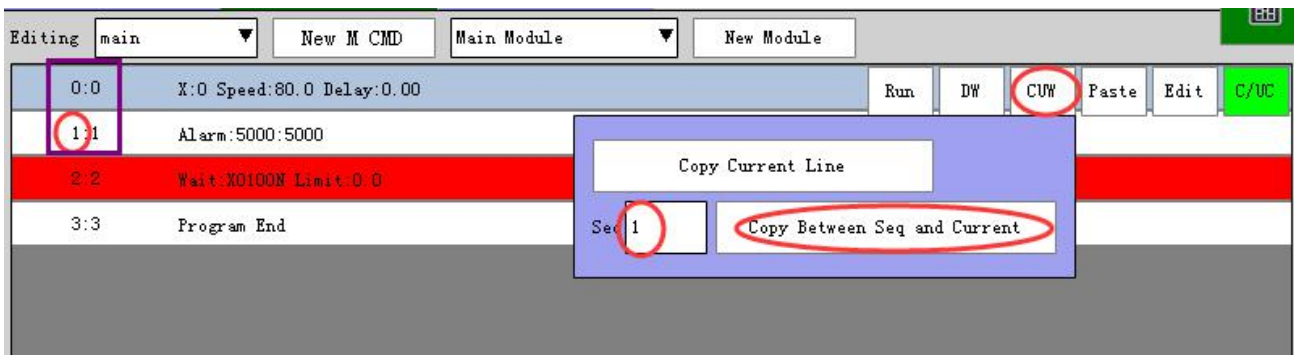 Editing main New M CMD Main Module New Module
0:0 X:0 Speed:80.0 Delay:0.00 Run DW CUW Paste Edit C/UC
1:1 Alarm:5000:5000
Copy Current Line
2:2 Wait:X0100N Limit:0.0
3:3 Program End
Seq 1 Copy Between Seq and Current